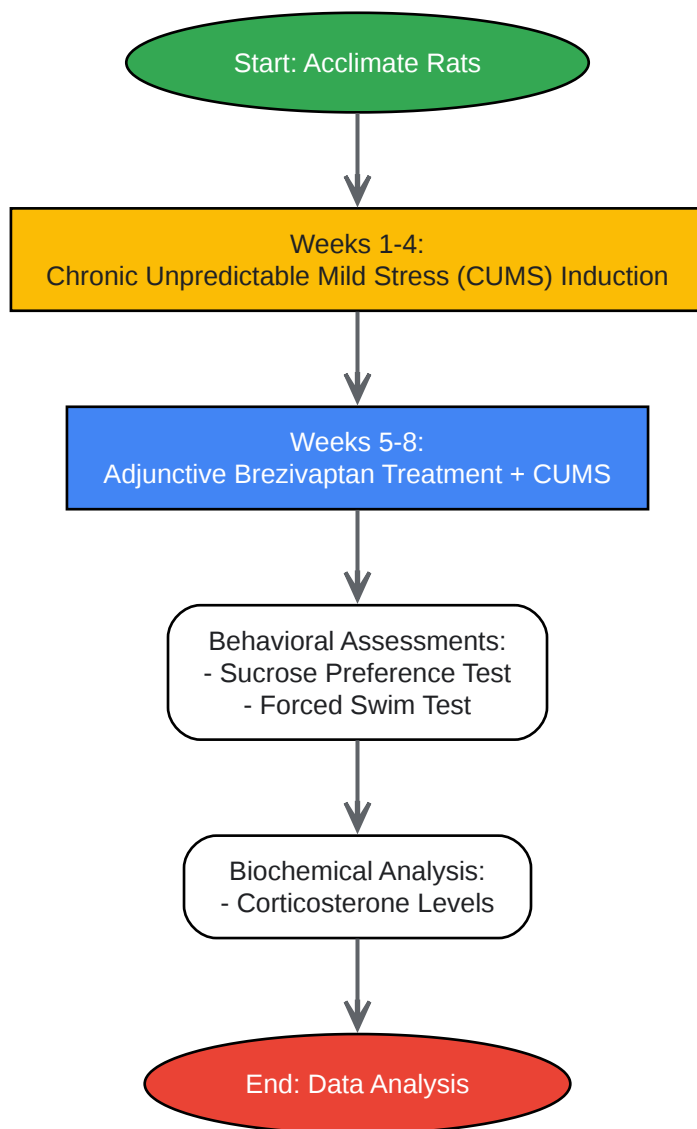 Start: Acclimate Rats
Weeks 1-4:
Chronic Unpredictable Mild Stress (CUMS) Induction
Weeks 5-8:
Adjunctive Brezivaptan Treatment + CUMS
Behavioral Assessments:
- Sucrose Preference Test
- Forced Swim Test
Biochemical Analysis:
- Corticosterone Levels
End: Data Analysis